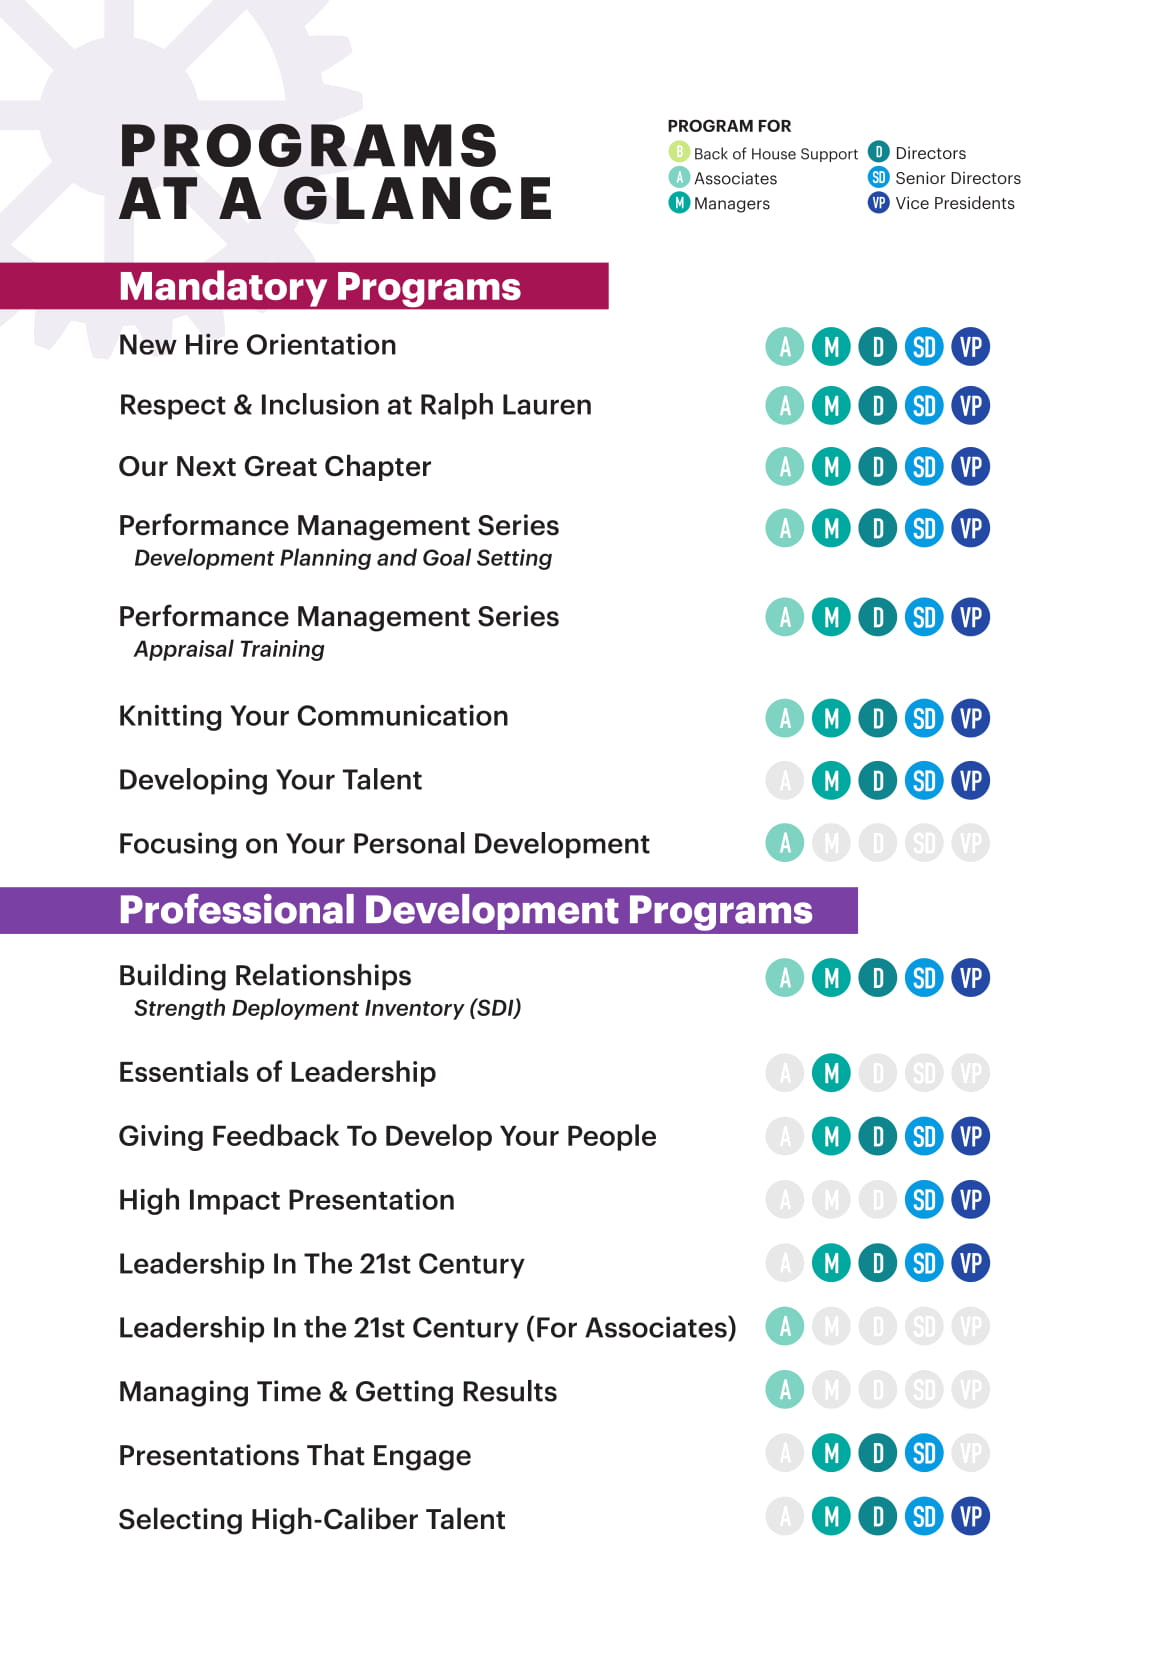 PROGRAMS
AT A GLANCE
PROGRAM FOR
B Back of House Support
A Associates
M Managers
D Directors
SD Senior Directors
VP Vice Presidents
Mandatory Programs
New Hire Orientation A M D SD VP
Respect & Inclusion at Ralph Lauren A M D SD VP
Our Next Great Chapter A M D SD VP
Performance Management Series A M D SD VP
Development Planning and Goal Setting
Performance Management Series A M D SD VP
Appraisal Training
Knitting Your Communication A M D SD VP
Developing Your Talent A M D SD VP
Focusing on Your Personal Development A M D SD VP
Professional Development Programs
Building Relationships A M D SD VP
Strength Deployment Inventory (SDI)
Essentials of Leadership A M D SD VP
Giving Feedback To Develop Your People A M D SD VP
High Impact Presentation A M D SD VP
Leadership In The 21st Century A M D SD VP
Leadership In the 21st Century (For Associates) A M D SD VP
Managing Time & Getting Results A M D SD VP
Presentations That Engage A M D SD VP
Selecting High-Caliber Talent A M D SD VP